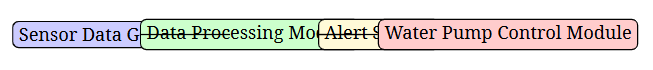 Sensor Data G Data Processing Mo Alert S Water Pump Control Module